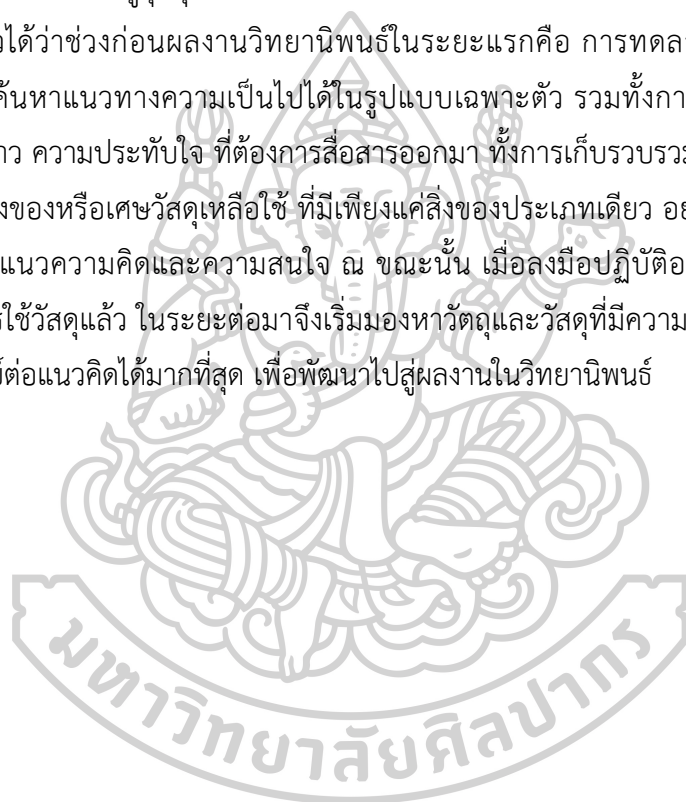 ได้ว่าช่วงก่อนผลงานวิทยานิพนธ์ในระยะแรกคือ การทดล
ค้นหาแนวทางความเป็นไปได้ในรูปแบบเฉพาะตัว รวมทั้งกา
าว ความประทับใจ ที่ต้องการสื่อสารออกมา ทั้งการเก็บรวบรวม
งของหรือเศษวัสดุเหลือใช้ ที่มีเพียงแค่สิ่งของประเภทเดียว อย
แนวความคิดและความสนใจ ณ ขณะนั้น เมื่อลงมือปฏิบัติอ
ใช้วัสดุแล้ว ในระยะต่อมาจึงเริ่มมองหาวัตถุและวัสดุที่มีความ
ต่อแนวคิดได้มากที่สุด เพื่อพัฒนาไปสู่ผลงานในวิทยานิพนธ์
มหาวิทยาลัยศิลปากร